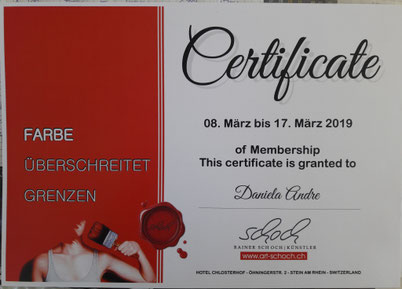 FARBE
ÜBERSCHREITET
GRENZEN
Certificate
08. März bis 17. März 2019
of Membership
This certificate is granted to
Daniela Andre
schoch
RAINER SCHOCH | KÜNSTLER
www.art-schoch.ch
HOTEL CHLOSTERHOF - ÖHNINGERSTR. 2 - STEIN AM RHEIN - SWITZERLAND